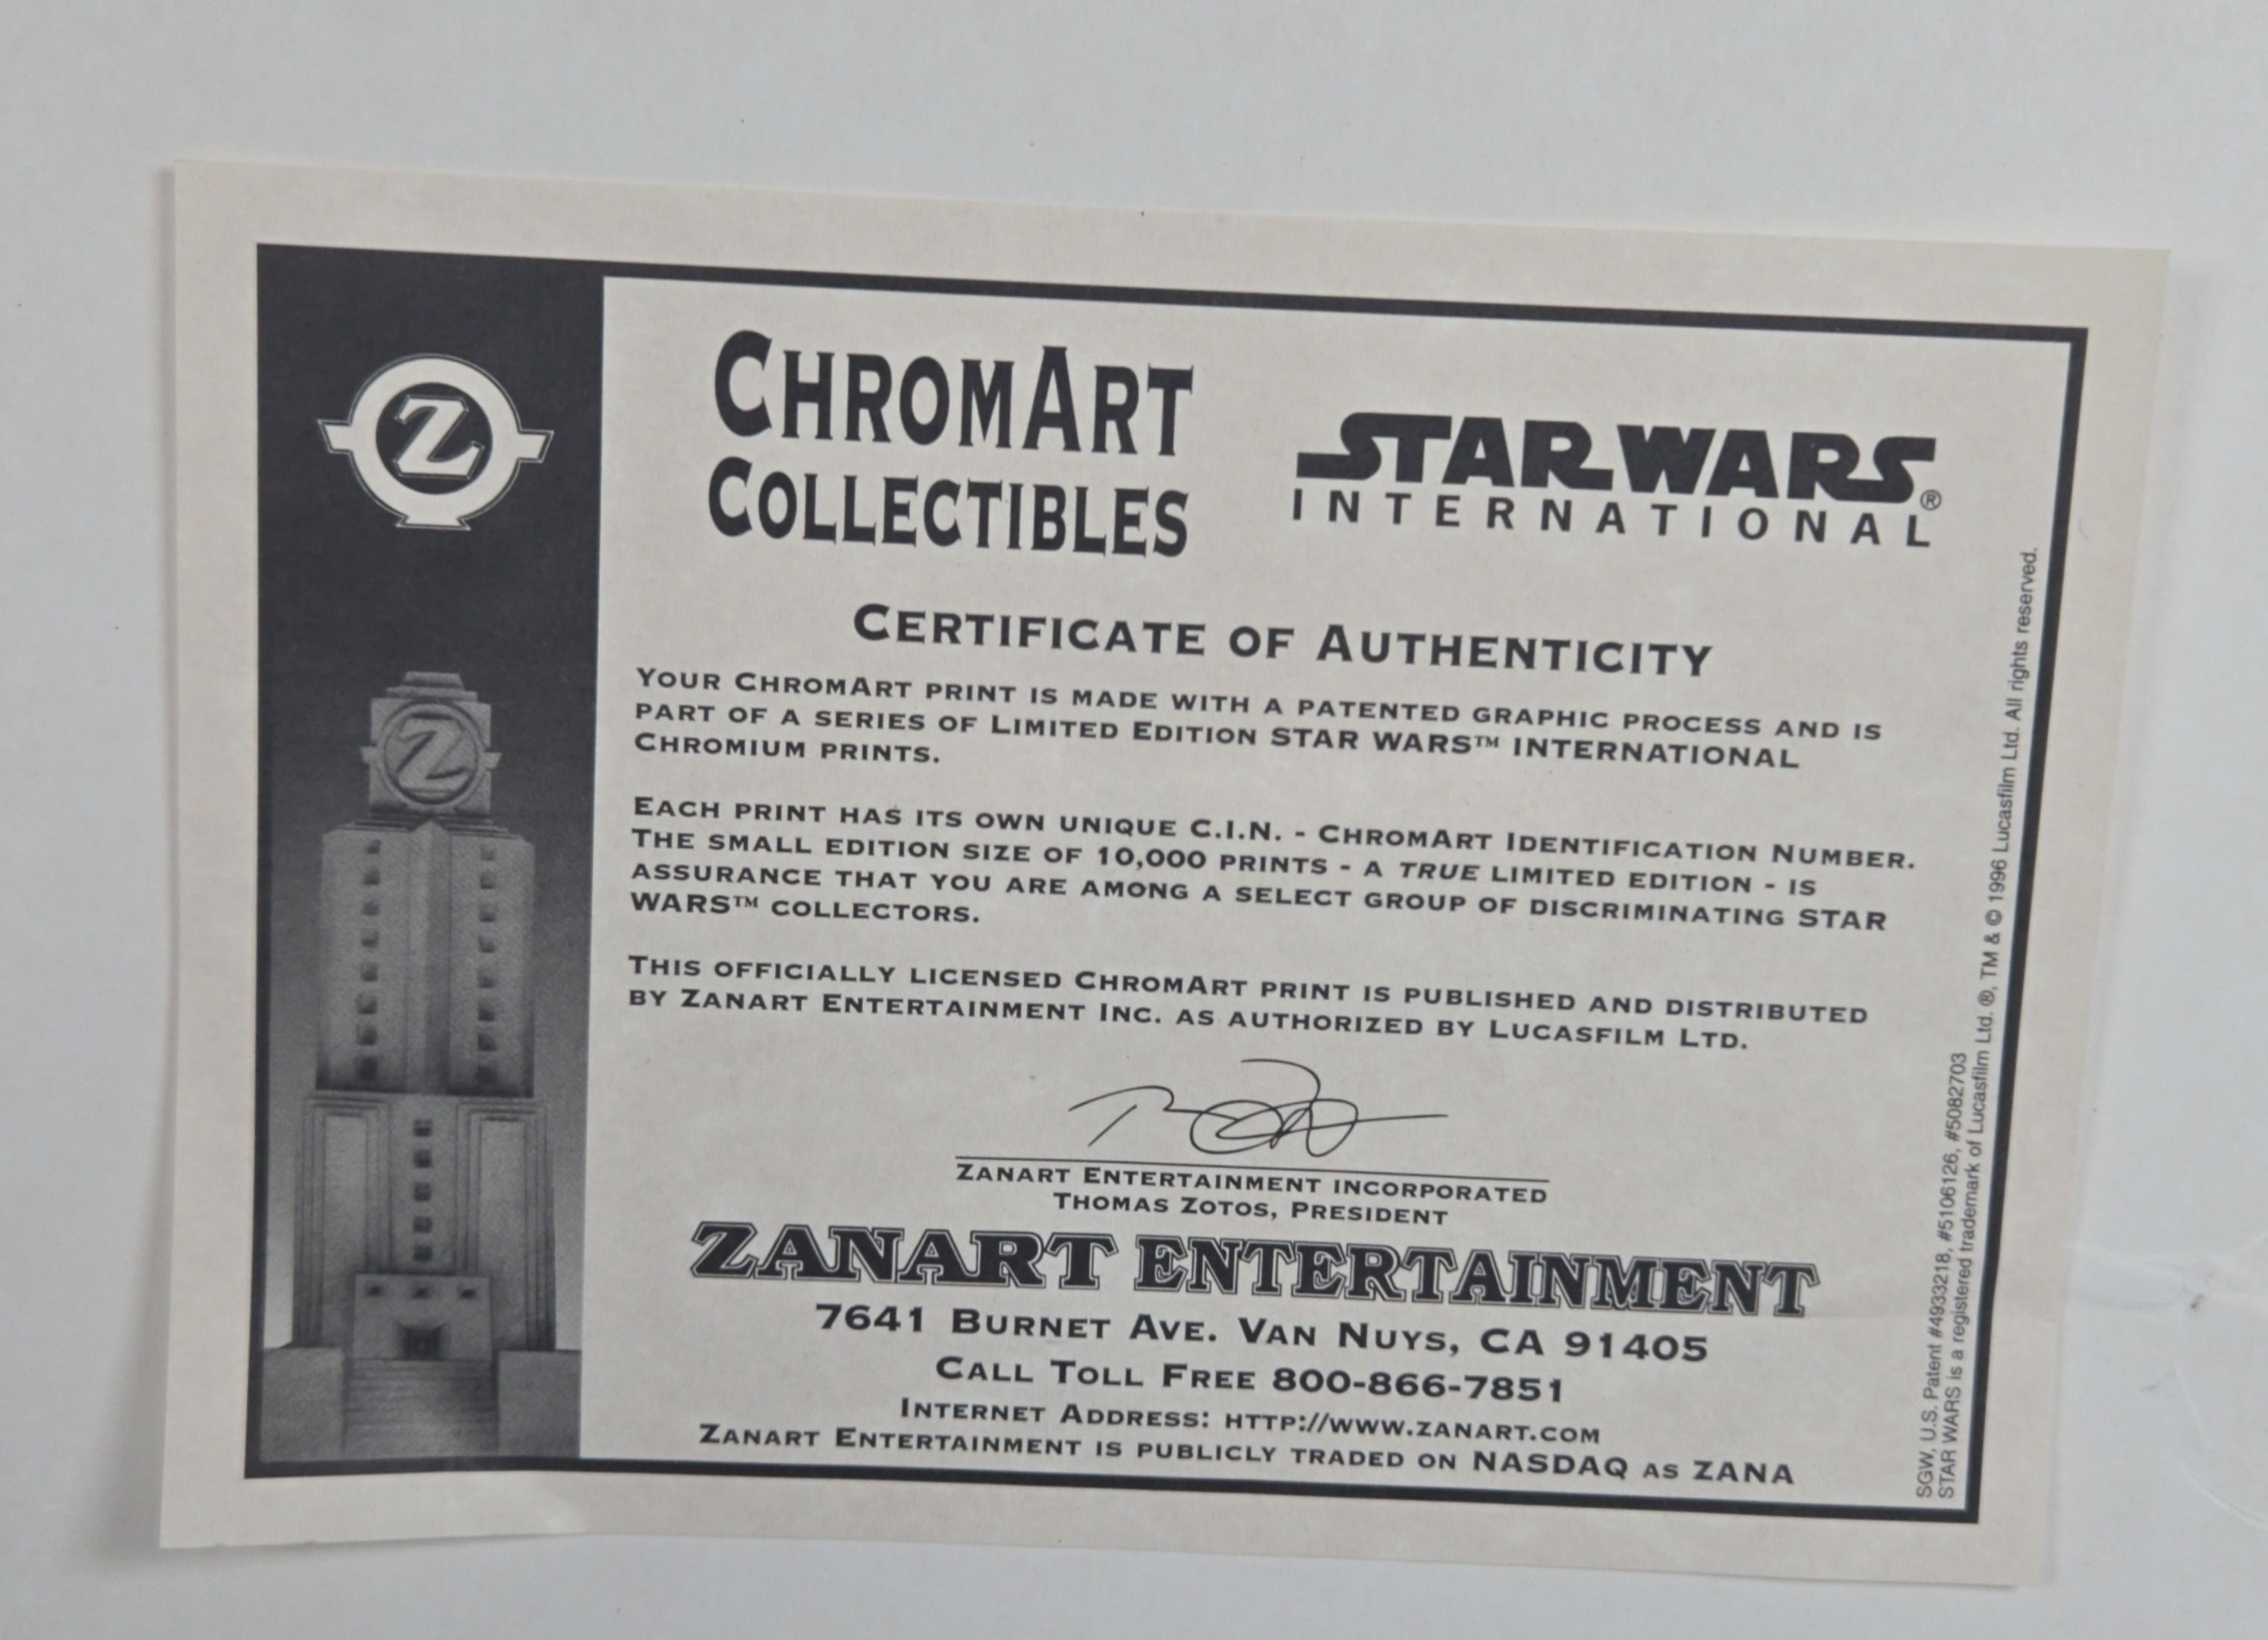 Z
Z
CHROMART
COLLECTIBLES
STAR WARS®
INTERNATIONAL
CERTIFICATE OF AUTHENTICITY
YOUR CHROMART PRINT IS MADE WITH A PATENTED GRAPHIC PROCESS AND IS
PART OF A SERIES OF LIMITED EDITION STAR WARS™ INTERNATIONAL
CHROMIUM PRINTS.
EACH PRINT HAS ITS OWN UNIQUE C.I.N. - CHROMART IDENTIFICATION NUMBER.
THE SMALL EDITION SIZE OF 10,000 PRINTS - A TRUE LIMITED EDITION - IS
ASSURANCE THAT YOU ARE AMONG A SELECT GROUP OF DISCRIMINATING STAR
WARS™ COLLECTORS.
THIS OFFICIALLY LICENSED CHROMART PRINT IS PUBLISHED AND DISTRIBUTED
BY ZANART ENTERTAINMENT INC. AS AUTHORIZED BY LUCASFILM LTD.
ZANART ENTERTAINMENT INCORPORATED
THOMAS ZOTOS, PRESIDENT
ZANART ENTERTAINMENT
7641 BURNET AVE. VAN NUYS, CA 91405
CALL TOLL FREE 800-866-7851
INTERNET ADDRESS: HTTP://WWW.ZANART.COM
ZANART ENTERTAINMENT IS PUBLICLY TRADED ON NASDAQ AS ZANA
SGW, U.S. Patent #4933218, #5106126, #5082703
STAR WARS is a registered trademark of Lucasfilm Ltd. ®, TM & © 1996 Lucasfilm Ltd. All rights reserved.